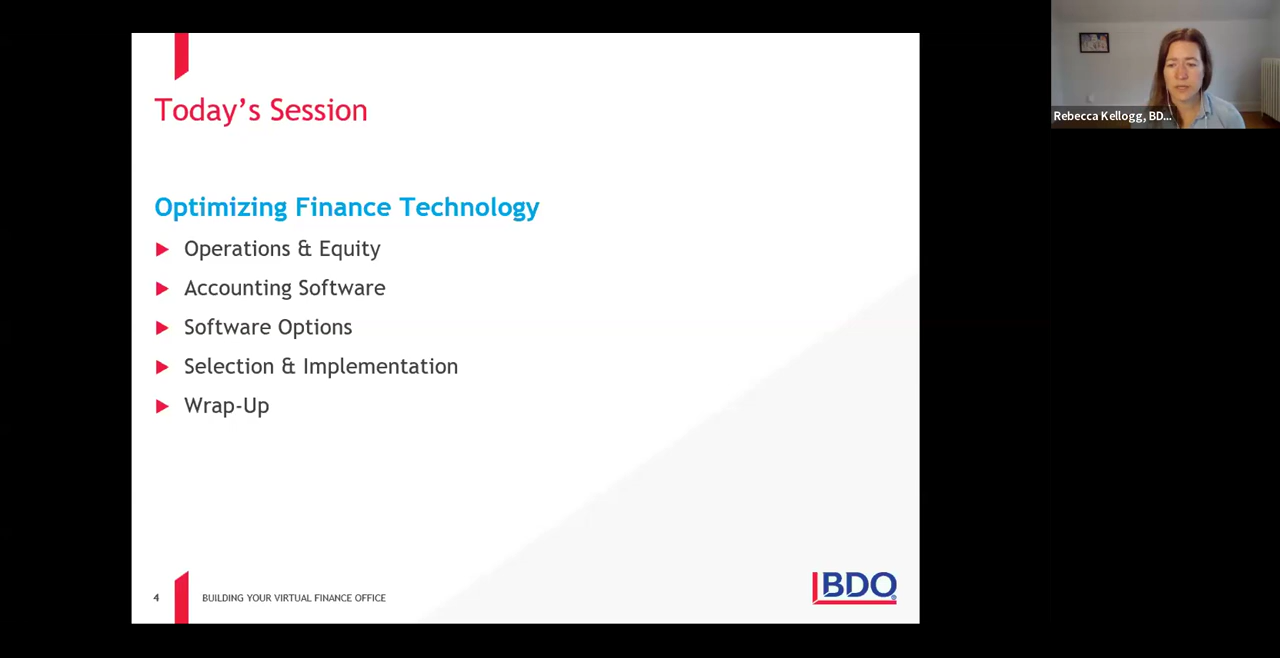 Today's Session
Optimizing Finance Technology
Operations & Equity
Accounting Software
Software Options
Selection & Implementation
Wrap-Up
4
BUILDING YOUR VIRTUAL FINANCE OFFICE
BDO
Rebecca Kellogg, BD...